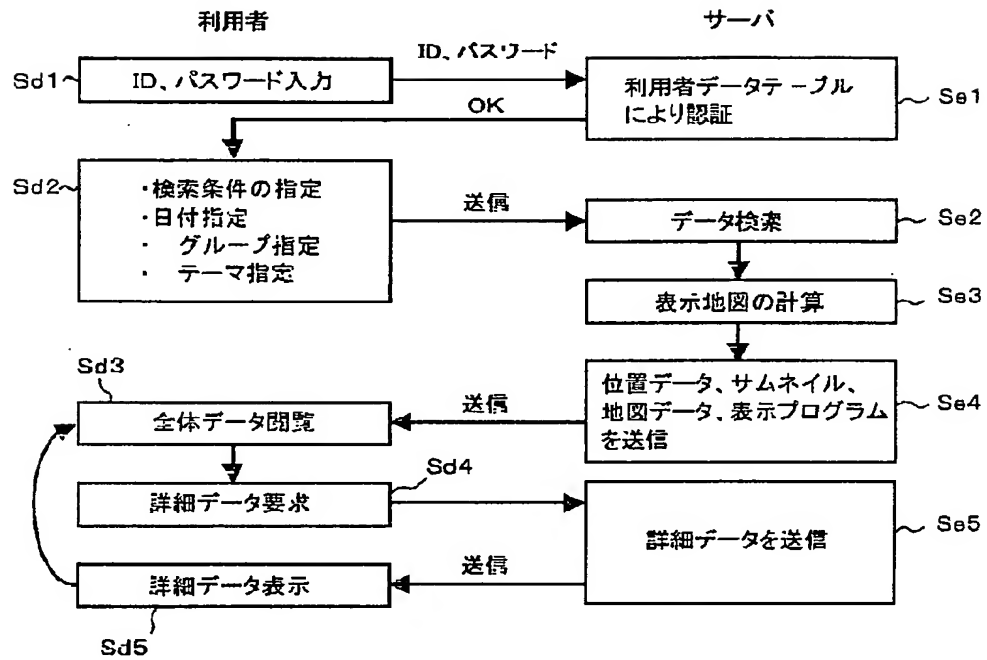 利用者
サーバ
Sd1
ID、パスワード入力
ID、パスワード
利用者データテーブル
により認証
Se1
OK
Sd2
・検索条件の指定
・日付指定
・ グループ指定
・ テーマ指定
送信
データ検索
Se2
表示地図の計算
Se3
Sd3
全体データ閲覧
送信
位置データ、サムネイル、
地図データ、表示プログラム
を送信
Se4
Sd4
詳細データ要求
詳細データを送信
Se5
送信
詳細データ表示
Sd5